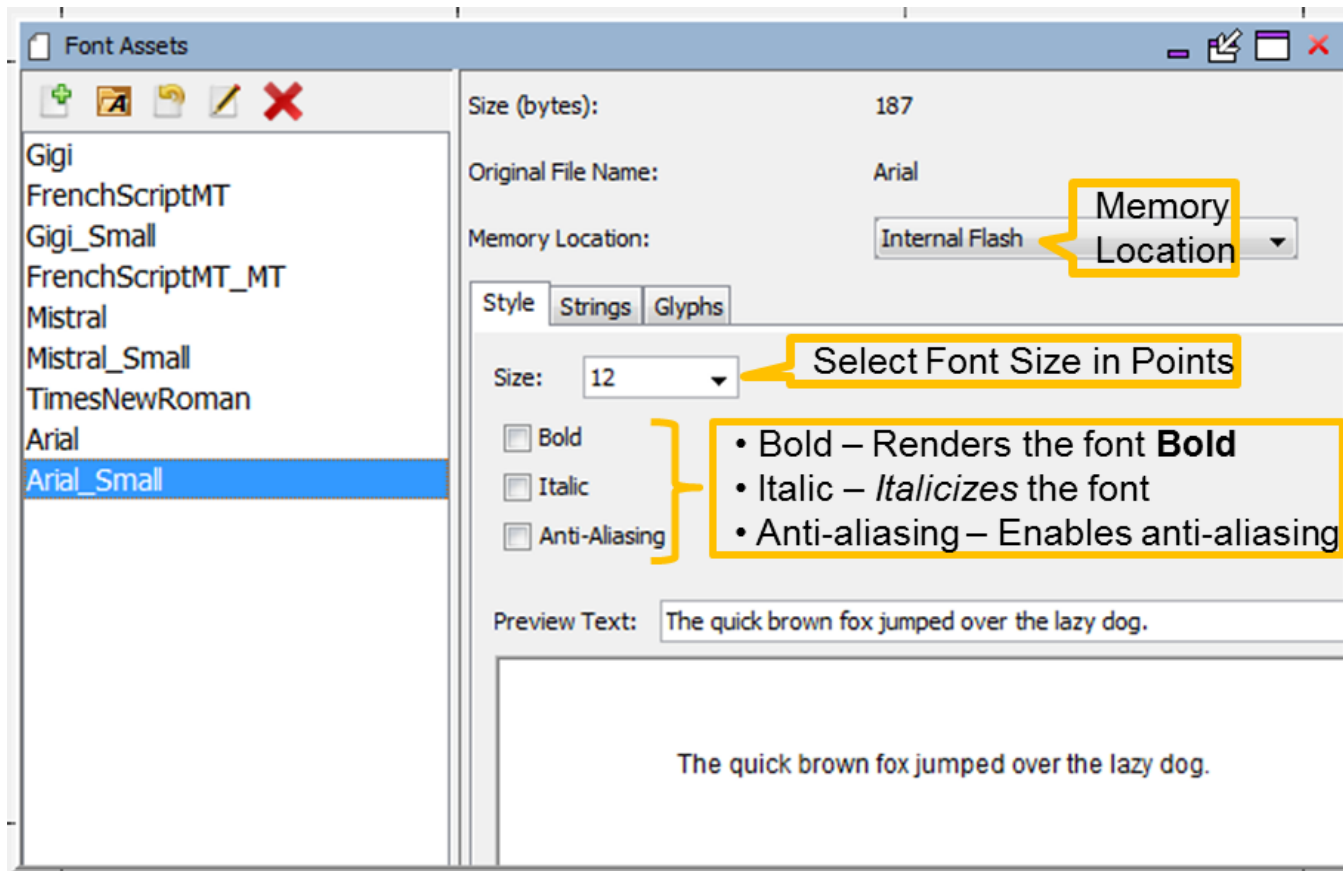 Font Assets
Gigi
FrenchScriptMT
Gigi_Small
FrenchScriptMT_MT
Mistral
Mistral_Small
TimesNewRoman
Arial
Arial_Small
Size (bytes): 187
Original File Name: Arial
Memory Location: Internal Flash
Memory
Location
Style Strings Glyphs
Size: 12
Select Font Size in Points
Bold
Italic
Anti-Aliasing
• Bold – Renders the font Bold
• Italic – Italicizes the font
• Anti-aliasing – Enables anti-aliasing
Preview Text: The quick brown fox jumped over the lazy dog.
The quick brown fox jumped over the lazy dog.